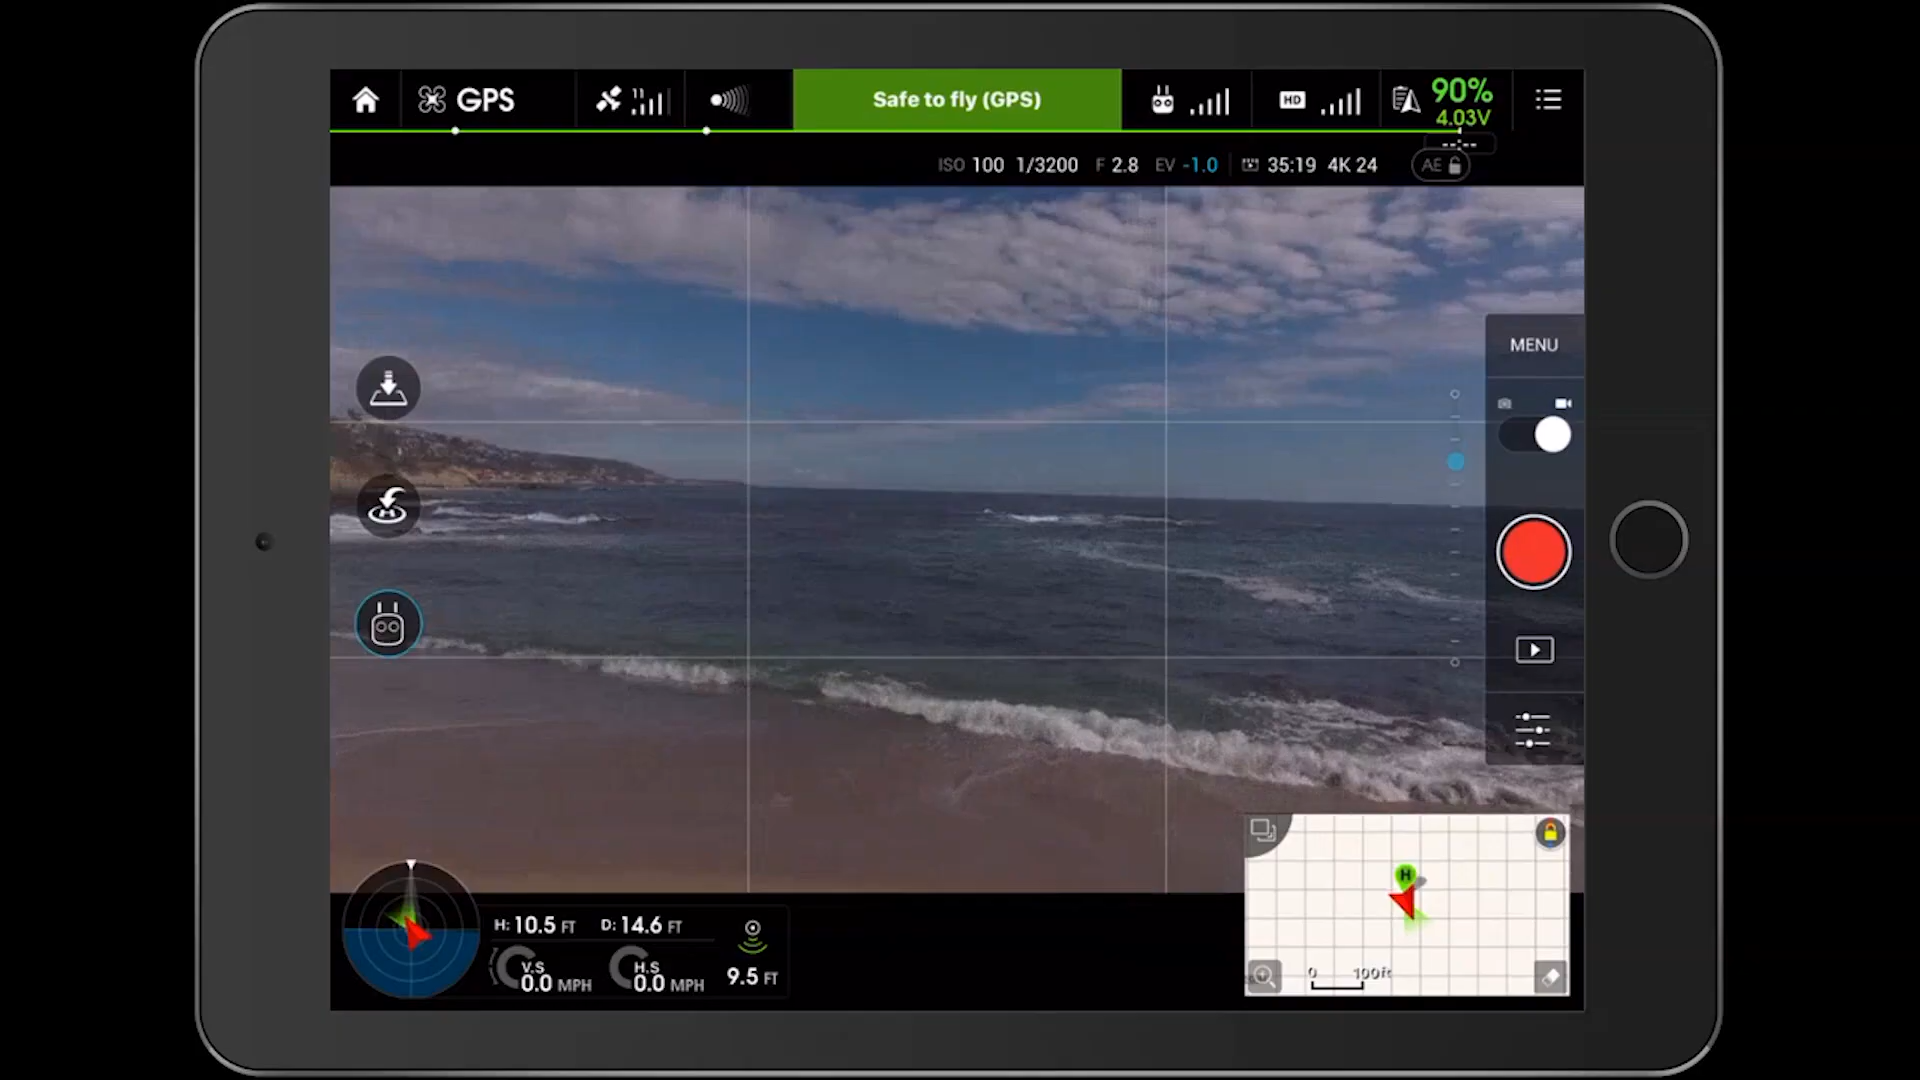 GPS
11
Safe to fly (GPS)
HD
90%
4.03V
--:--
ISO 100 1/3200 F 2.8 EV -1.0 35:19 4K 24
AE
MENU
H
H: 10.5 FT D: 14.6 FT
V.S
0.0 MPH
H.S
0.0 MPH
9.5 FT
H
0 100ft